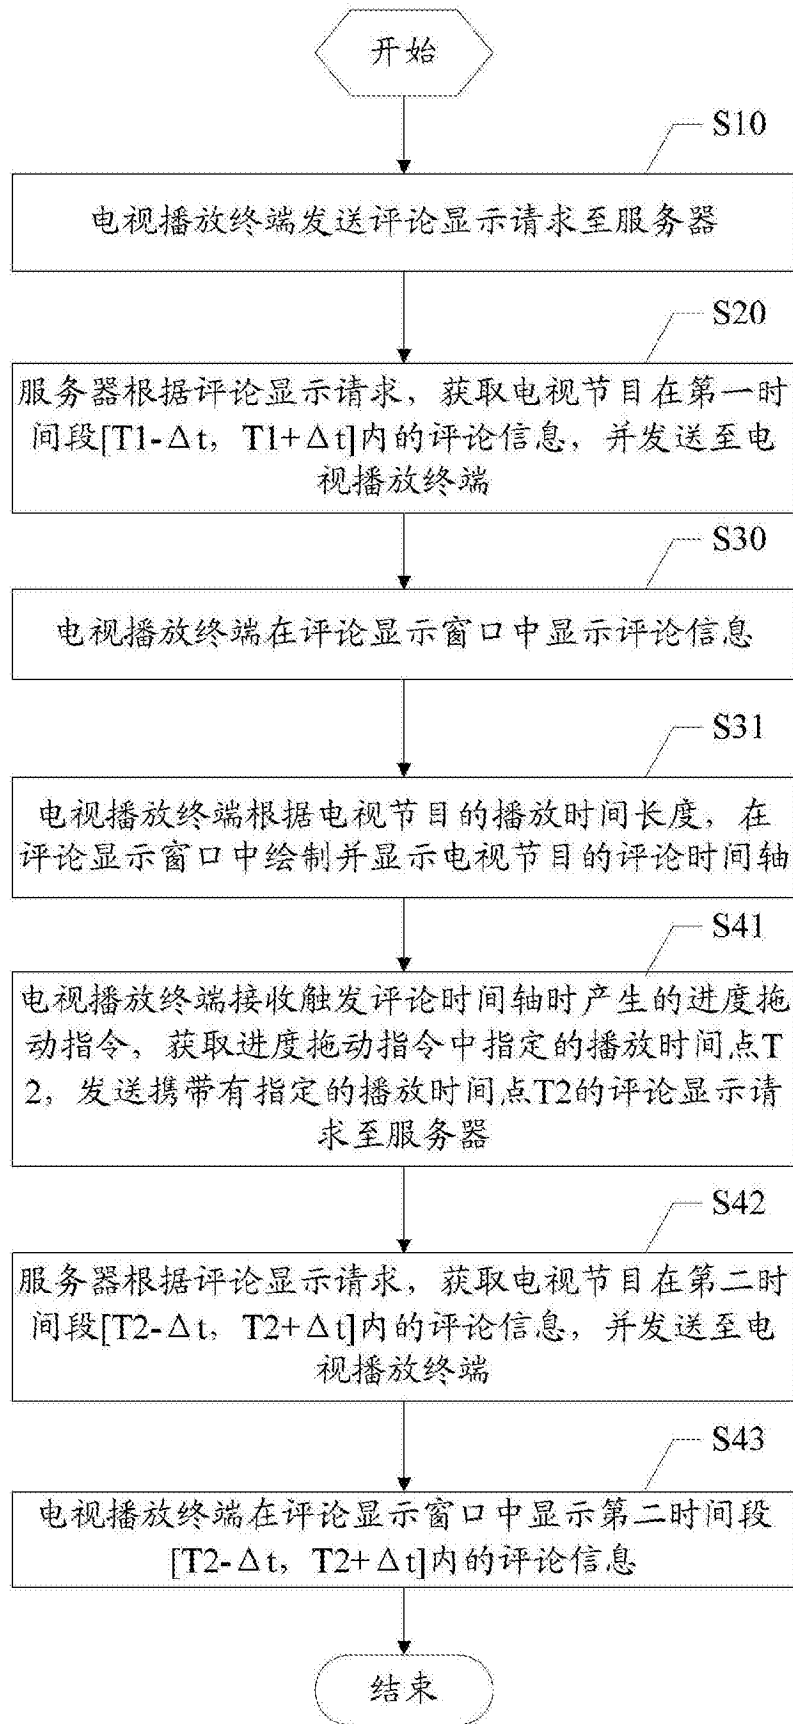 开始
S10
电视播放终端发送评论显示请求至服务器
S20
服务器根据评论显示请求，获取电视节目在第一时
间段[T1-Δt，T1+Δt]内的评论信息，并发送至电
视播放终端
S30
电视播放终端在评论显示窗口中显示评论信息
S31
电视播放终端根据电视节目的播放时间长度，在
评论显示窗口中绘制并显示电视节目的评论时间轴
S41
电视播放终端接收触发评论时间轴时产生的进度拖
动指令，获取进度拖动指令中指定的播放时间点T
2，发送携带有指定的播放时间点T2的评论显示请
求至服务器
S42
服务器根据评论显示请求，获取电视节目在第二时
间段[T2-Δt，T2+Δt]内的评论信息，并发送至电
视播放终端
S43
电视播放终端在评论显示窗口中显示第二时间段
[T2-Δt，T2+Δt]内的评论信息
结束